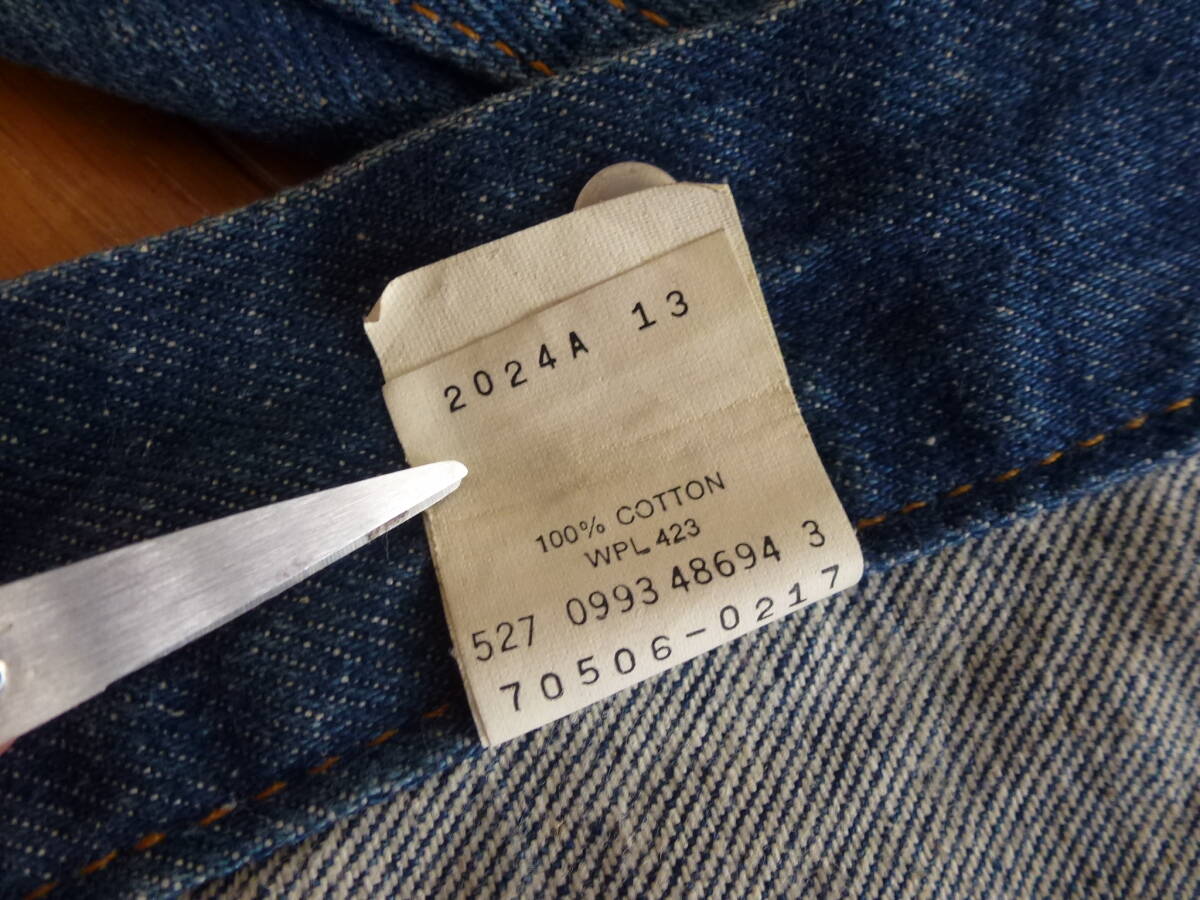 2024A 13
100% COTTON
WPL 423
527 0993 48694 3
70506-0217